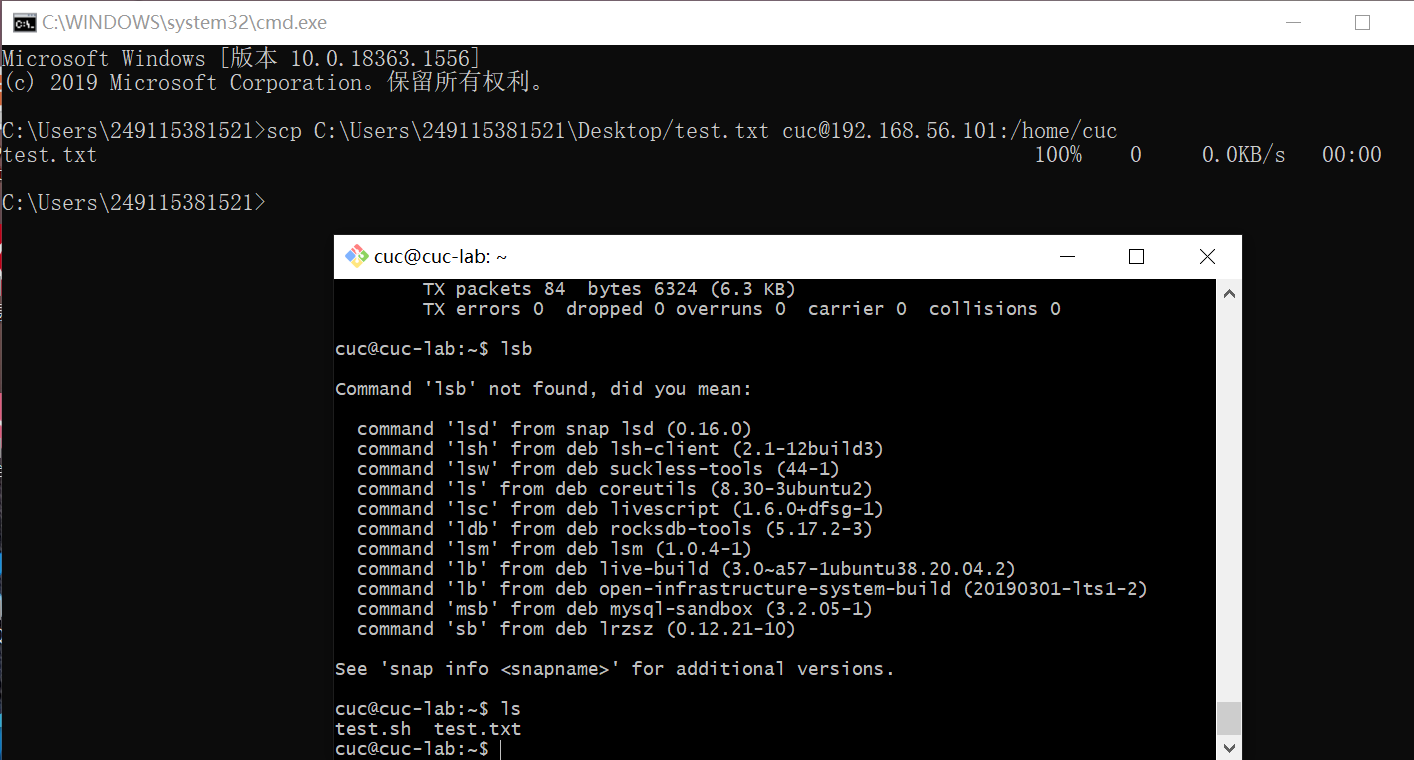 C:\WINDOWS\system32\cmd.exe
Microsoft Windows [版本 10.0.18363.1556]
(c) 2019 Microsoft Corporation。保留所有权利。
C:\Users\249115381521>scp C:\Users\249115381521\Desktop/test.txt cuc@192.168.56.101:/home/cuc
test.txt 100% 0 0.0KB/s 00:00
C:\Users\249115381521>
cuc@cuc-lab: ~
TX packets 84  bytes 6324 (6.3 KB)
TX errors 0  dropped 0 overruns 0  carrier 0  collisions 0
cuc@cuc-lab:~$ lsb
Command 'lsb' not found, did you mean:
command 'lsd' from snap lsd (0.16.0)
command 'lsh' from deb lsh-client (2.1-12build3)
command 'lsw' from deb suckless-tools (44-1)
command 'ls' from deb coreutils (8.30-3ubuntu2)
command 'lsc' from deb livescript (1.6.0+dfsg-1)
command 'ldb' from deb rocksdb-tools (5.17.2-3)
command 'lsm' from deb lsm (1.0.4-1)
command 'lb' from deb live-build (3.0~a57-1ubuntu38.20.04.2)
command 'lb' from deb open-infrastructure-system-build (20190301-lts1-2)
command 'msb' from deb mysql-sandbox (3.2.05-1)
command 'sb' from deb lrzsz (0.12.21-10)
See 'snap info <snapname>' for additional versions.
cuc@cuc-lab:~$ ls
test.sh  test.txt
cuc@cuc-lab:~$